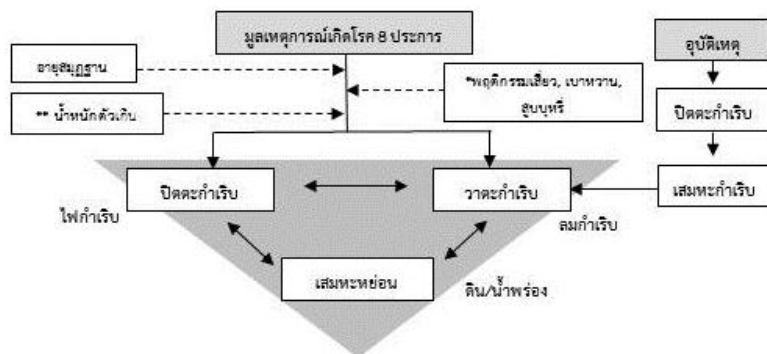 มูลเหตุการณ์เกิดโรค 8 ประการ
อุบัติเหตุ
อายุสมุฏฐาน
*พฤติกรรมเสี่ยว, เบาหวาน,
สูบบุหรี่
** น้ำหนักตัวเกิน
ปิตตะกำเริบ
ปิตตะกำเริบ
วาตะกำเริบ
เสมหะกำเริบ
ไฟกำเริบ
ลมกำเริบ
เสมหะหย่อน
ดิน/น้ำพร่อง